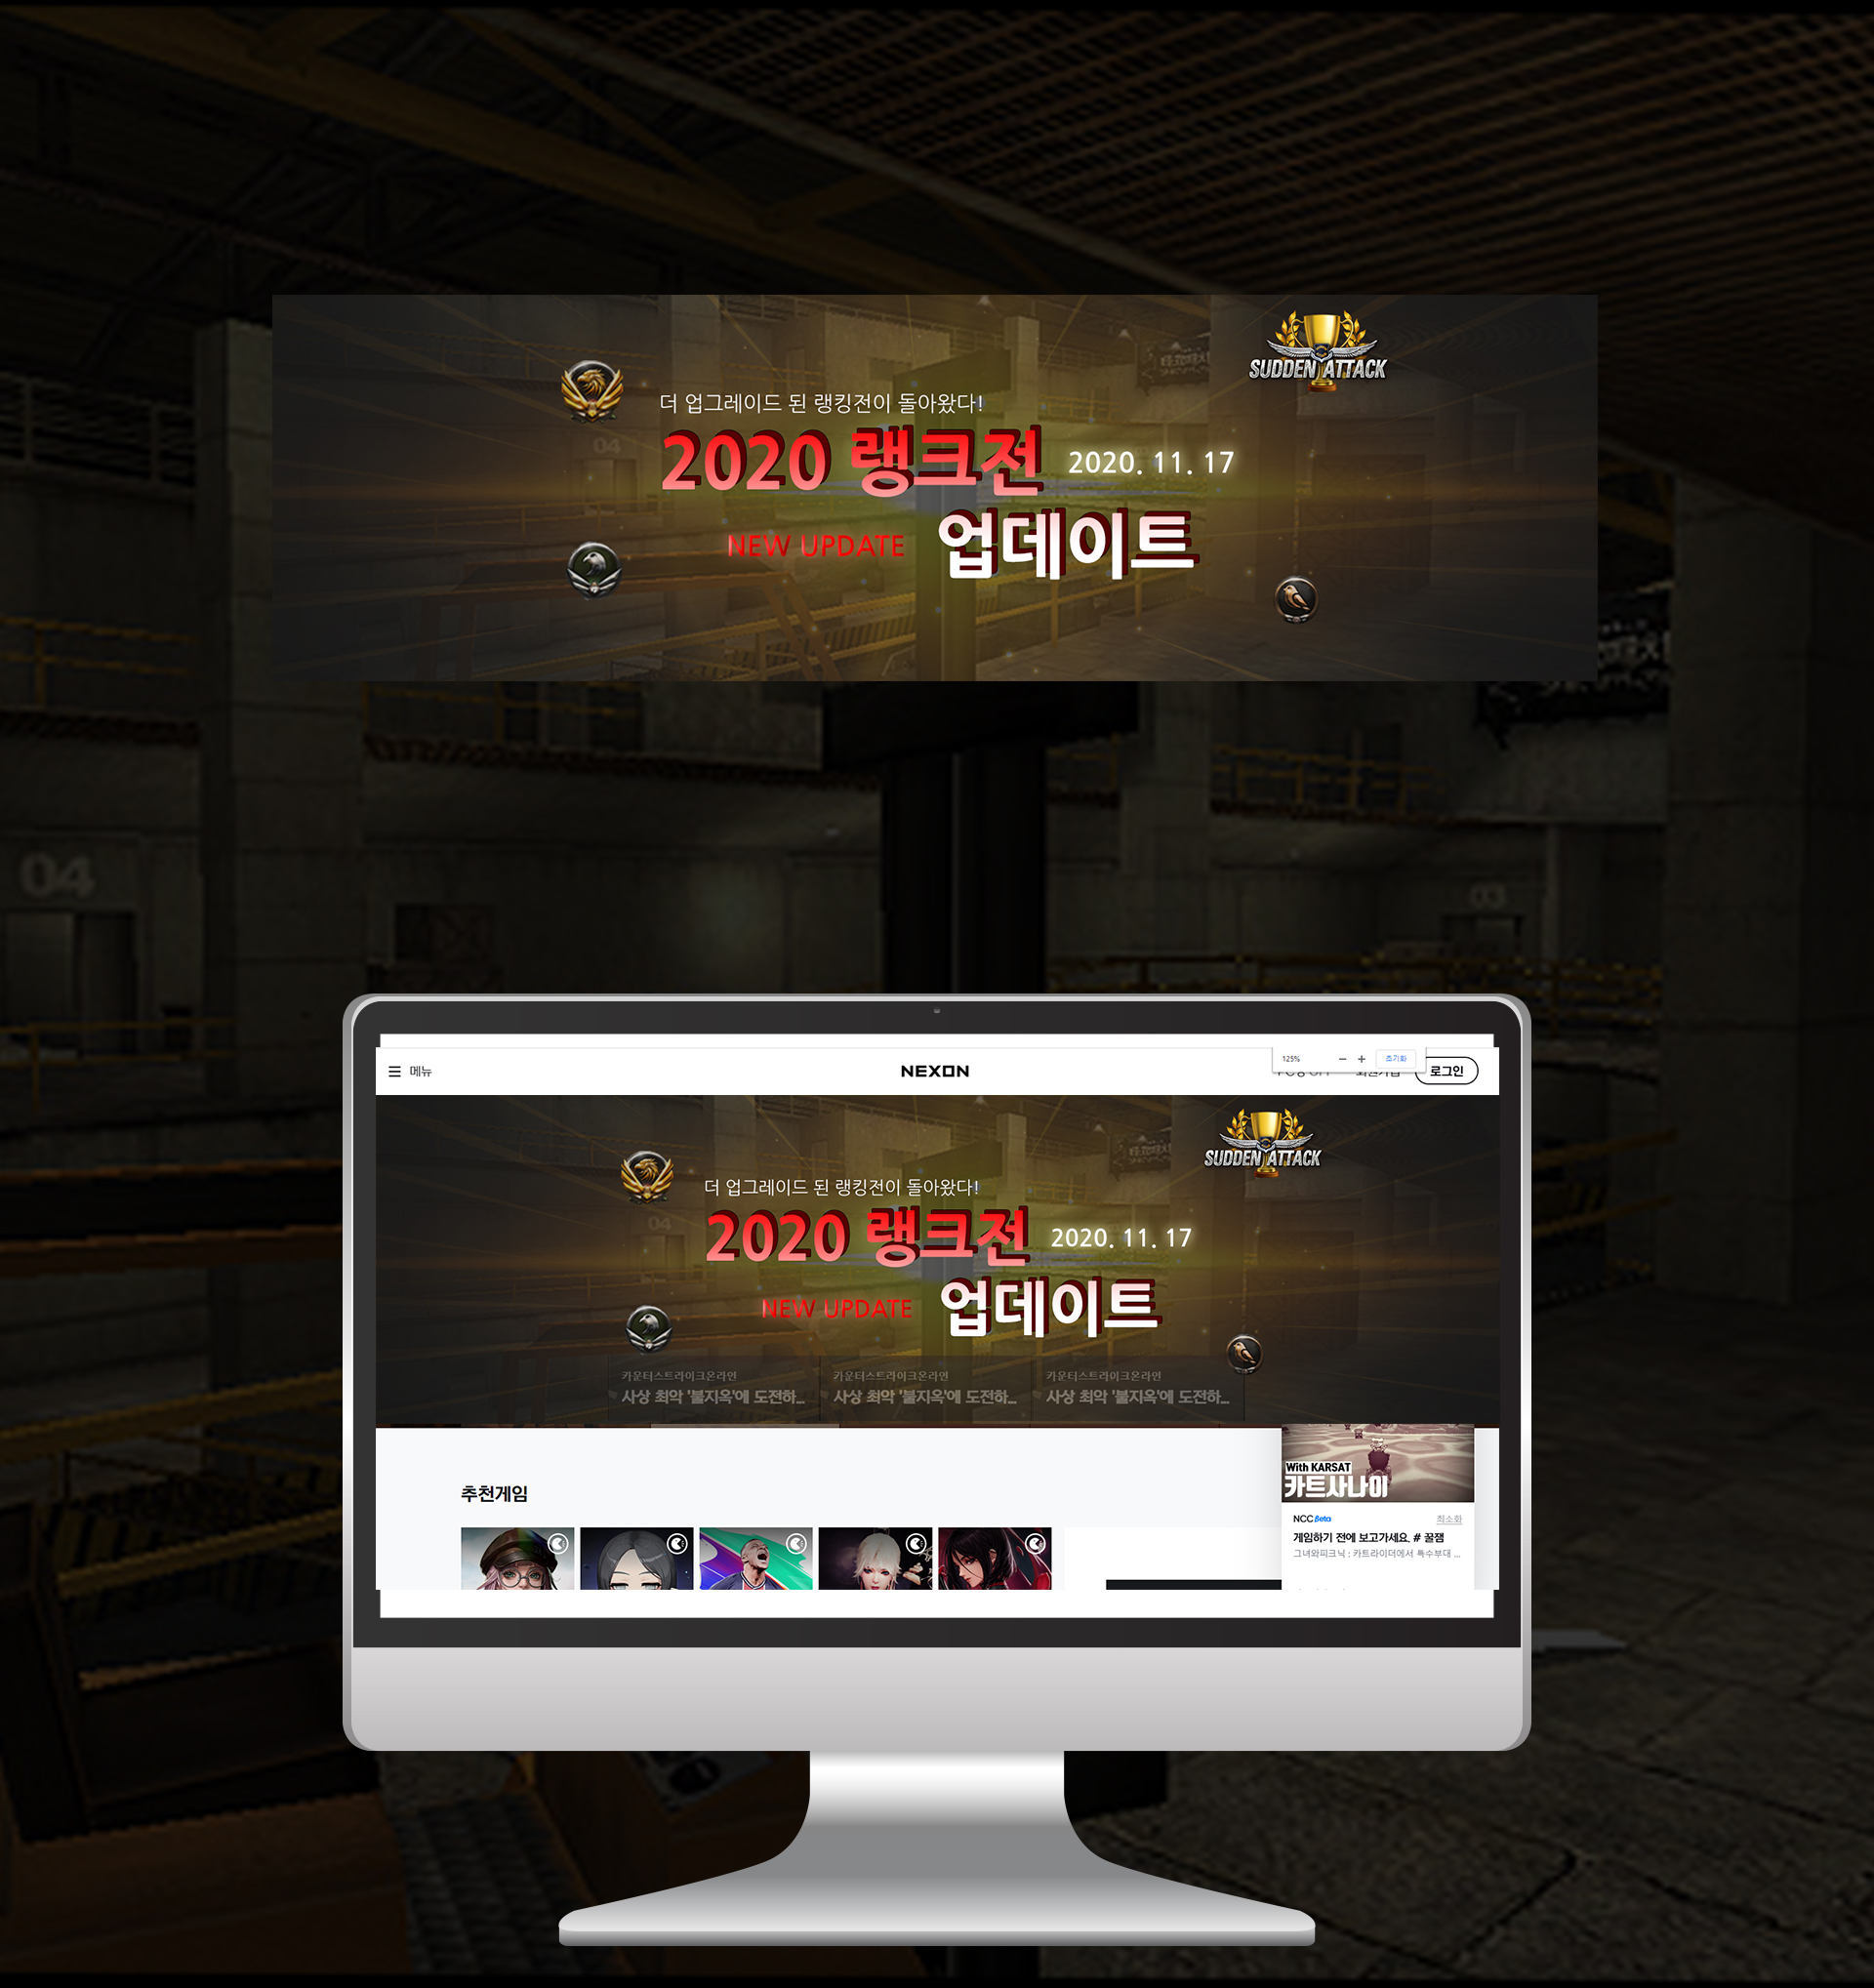 SUDDEN ATTACK
더 업그레이드 된 랭킹전이 돌아왔다!
04
2020 랭크전 2020. 11. 17
NEW UPDATE 업데이트
04
03
125% − + 초기화
메뉴 NEXON 회원가입 로그인
SUDDEN ATTACK
더 업그레이드 된 랭킹전이 돌아왔다!
04
2020 랭크전 2020. 11. 17
NEW UPDATE 업데이트
카운터스트라이크온라인 카운터스트라이크온라인 카운터스트라이크온라인
사상 최악 '불지옥'에 도전하... 사상 최악 '불지옥'에 도전하... 사상 최악 '불지옥'에 도전하...
With KARSAT
카트사나이
추천게임
NCC Beta 최소화
게임하기 전에 보고가세요. # 꿀잼
그녀와피크닉 : 카트라이더에서 특수부대 ...